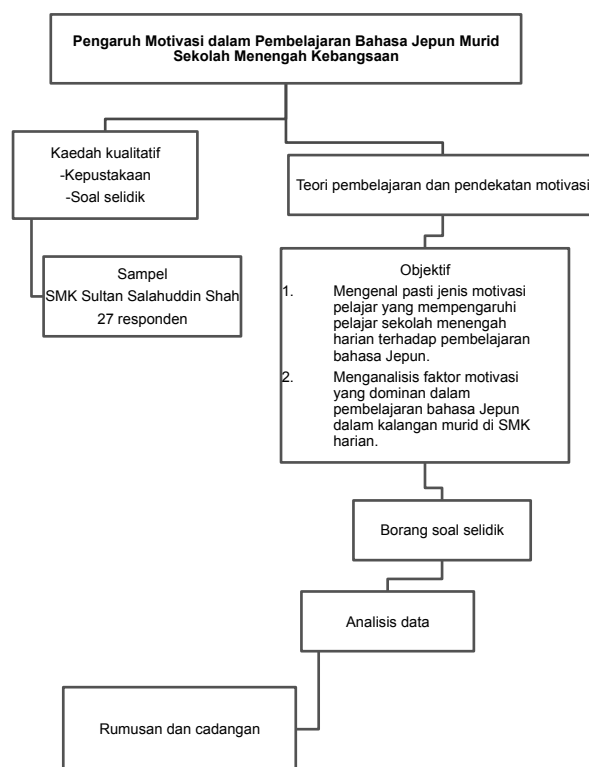 Pengaruh Motivasi dalam Pembelajaran Bahasa Jepun Murid
Sekolah Menengah Kebangsaan
Kaedah kualitatif
-Kepustakaan
-Soal selidik
Teori pembelajaran dan pendekatan motivasi
Sampel
SMK Sultan Salahuddin Shah
27 responden
Objektif
1. Mengenal pasti jenis motivasi
pelajar yang mempengaruhi
pelajar sekolah menengah
harian terhadap pembelajaran
bahasa Jepun.
2. Menganalisis faktor motivasi
yang dominan dalam
pembelajaran bahasa Jepun
dalam kalangan murid di SMK
harian.
Borang soal selidik
Analisis data
Rumusan dan cadangan